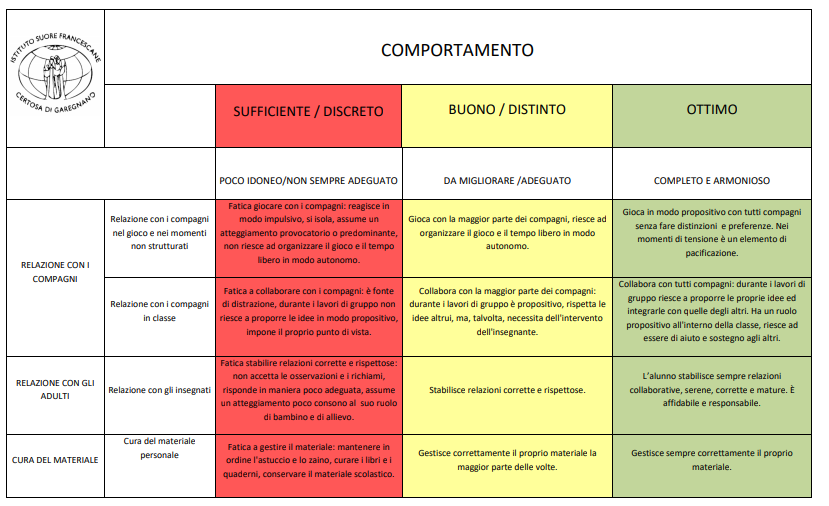 ISTITUTO SUORE FRANCESCANE
CERTOSA DI GAREGNANO
COMPORTAMENTO
SUFFICIENTE / DISCRETO
BUONO / DISTINTO
OTTIMO
POCO IDONEO/NON SEMPRE ADEGUATO
DA MIGLIORARE /ADEGUATO
COMPLETO E ARMONIOSO
RELAZIONE CON I
COMPAGNI
Relazione con i compagni
nel gioco e nei momenti
non strutturati
Fatica giocare con i compagni: reagisce in
modo impulsivo, si isola, assume un
atteggiamento provocatorio o predominante,
non riesce ad organizzare il gioco e il tempo
libero in modo autonomo.
Gioca con la maggior parte dei compagni, riesce ad
organizzare il gioco e il tempo libero in modo
autonomo.
Gioca in modo propositivo con tutti compagni
senza fare distinzioni e preferenze. Nei
momenti di tensione è un elemento di
pacificazione.
Relazione con i compagni
in classe
Fatica a collaborare con i compagni: è fonte
di distrazione, durante i lavori di gruppo non
riesce a proporre le idee in modo propositivo,
impone il proprio punto di vista.
Collabora con la maggior parte dei compagni:
durante i lavori di gruppo è propositivo, rispetta le
idee altrui, ma, talvolta, necessita dell'intervento
dell'insegnante.
Collabora con tutti compagni: durante i lavori di
gruppo riesce a proporre le proprie idee ed
integrarle con quelle degli altri. Ha un ruolo
propositivo all'interno della classe, riesce ad
essere di aiuto e sostegno agli altri.
RELAZIONE CON GLI
ADULTI
Relazione con gli insegnati
Fatica stabilire relazioni corrette e rispettose:
non accetta le osservazioni e i richiami,
risponde in maniera poco adeguata, assume
un atteggiamento poco consono al suo ruolo
di bambino e di allievo.
Stabilisce relazioni corrette e rispettose.
L'alunno stabilisce sempre relazioni
collaborative, serene, corrette e mature. È
affidabile e responsabile.
CURA DEL MATERIALE
Cura del materiale
personale
Fatica a gestire il materiale: mantenere in
ordine l'astuccio e lo zaino, curare i libri e i
quaderni, conservare il materiale scolastico.
Gestisce correttamente il proprio materiale la
maggior parte delle volte.
Gestisce sempre correttamente il proprio
materiale.